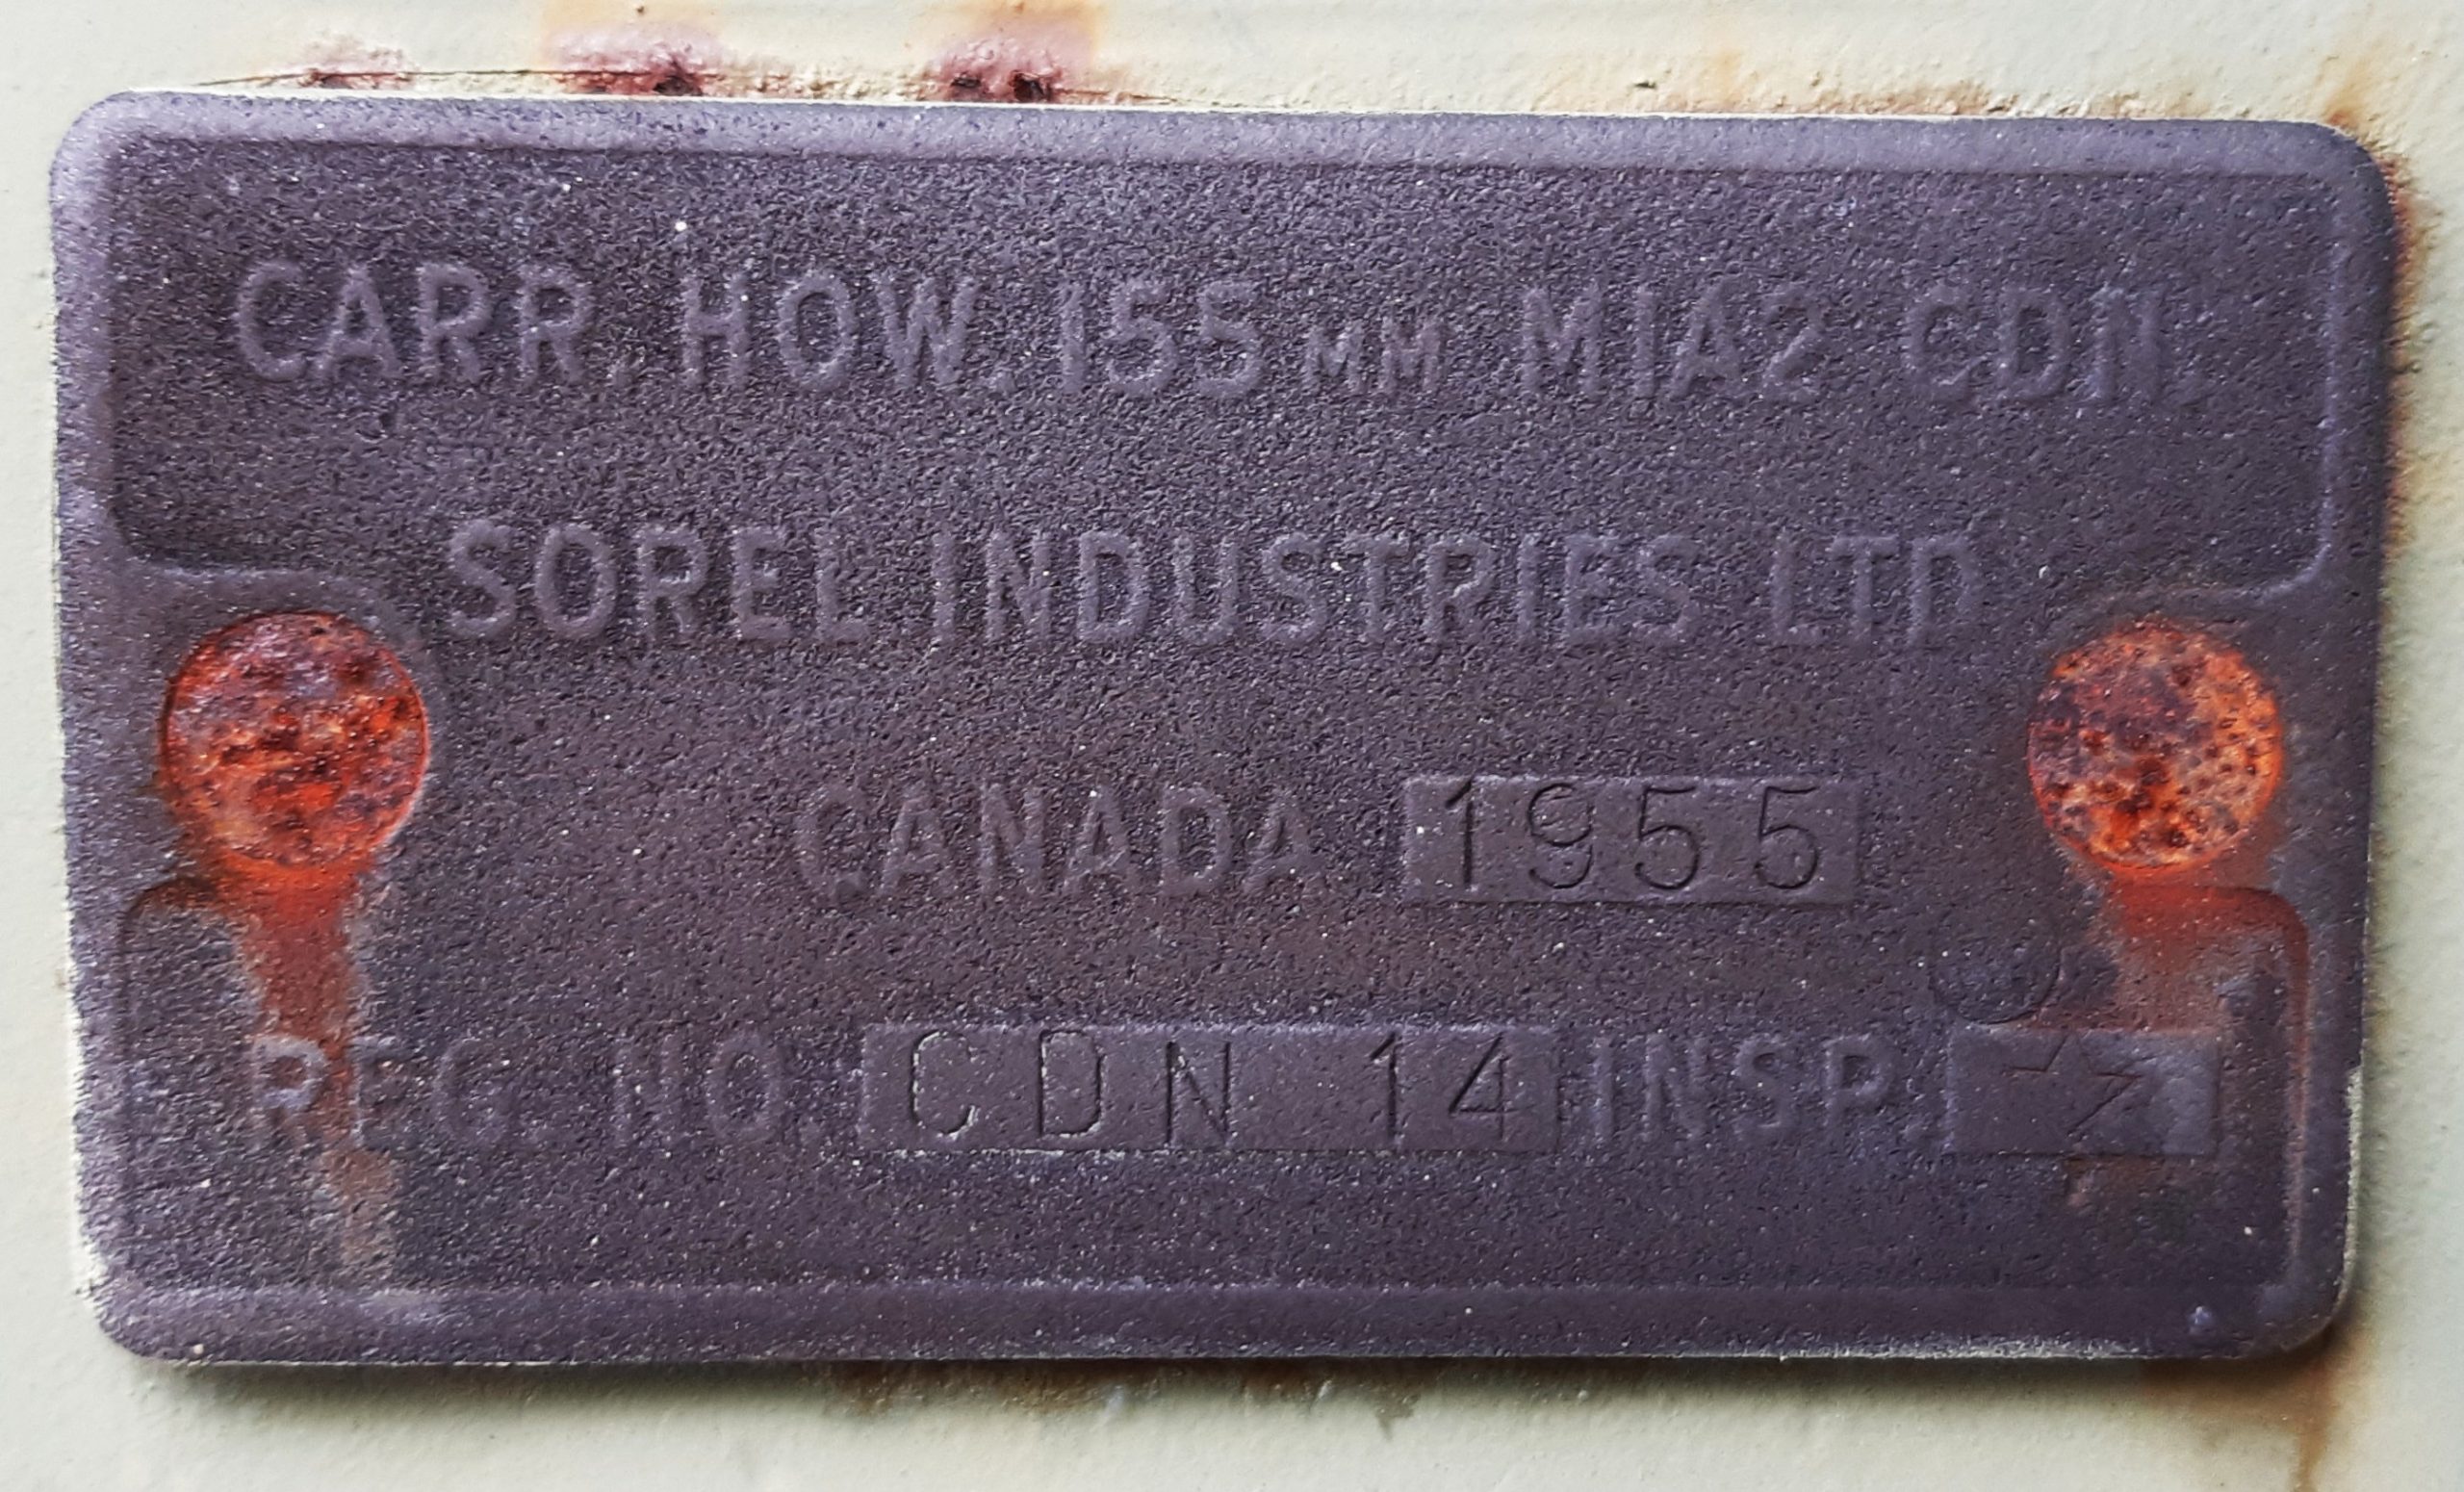 CARR. HOW. 155 MM M1A2 CDN.
SOREL INDUSTRIES LTD
CANADA 1955
REG. NO. CDN 14 INSP.